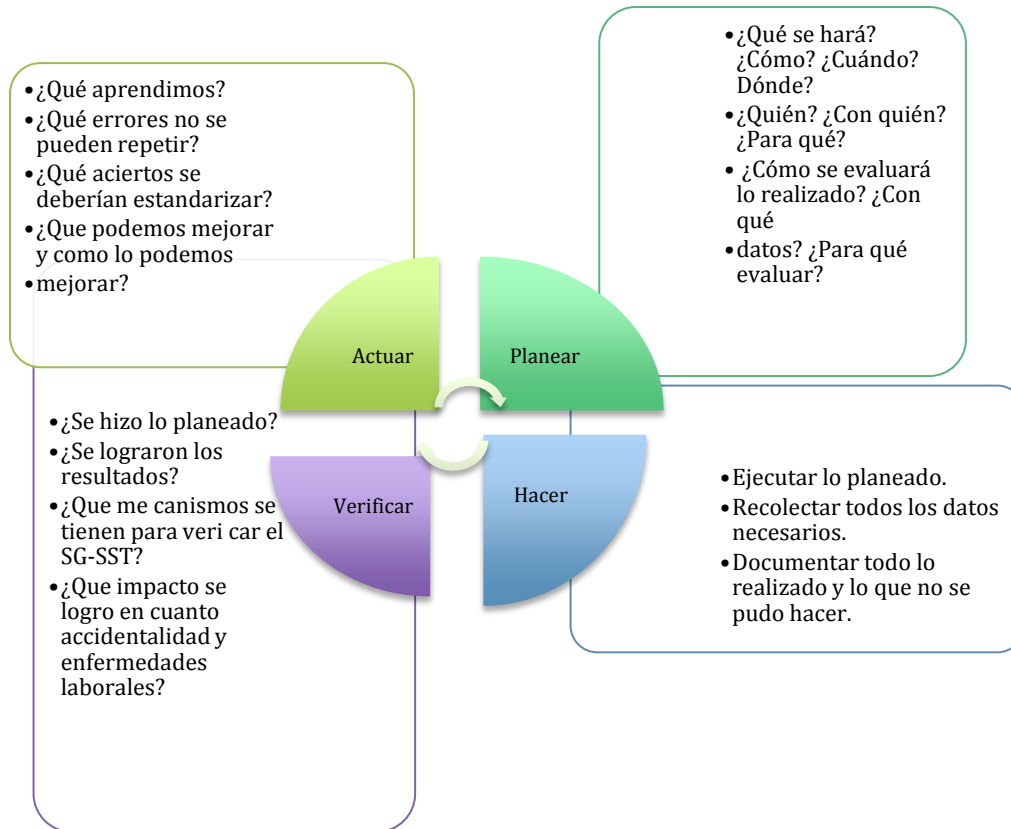 •¿Qué aprendimos?
•¿Qué errores no se
pueden repetir?
•¿Qué aciertos se
deberían estandarizar?
•¿Que podemos mejorar
y como lo podemos
•mejorar?
•¿Qué se hará?
¿Cómo? ¿Cuándo?
Dónde?
•¿Quién? ¿Con quién?
¿Para qué?
• ¿Cómo se evaluará
lo realizado? ¿Con
qué
•datos? ¿Para qué
evaluar?
Actuar
Planear
Verificar
Hacer
•¿Se hizo lo planeado?
•¿Se lograron los
resultados?
•¿Que me canismos se
tienen para veri car el
SG-SST?
•¿Que impacto se
logro en cuanto
accidentalidad y
enfermedades
laborales?
•Ejecutar lo planeado.
•Recolectar todos los datos
necesarios.
•Documentar todo lo
realizado y lo que no se
pudo hacer.